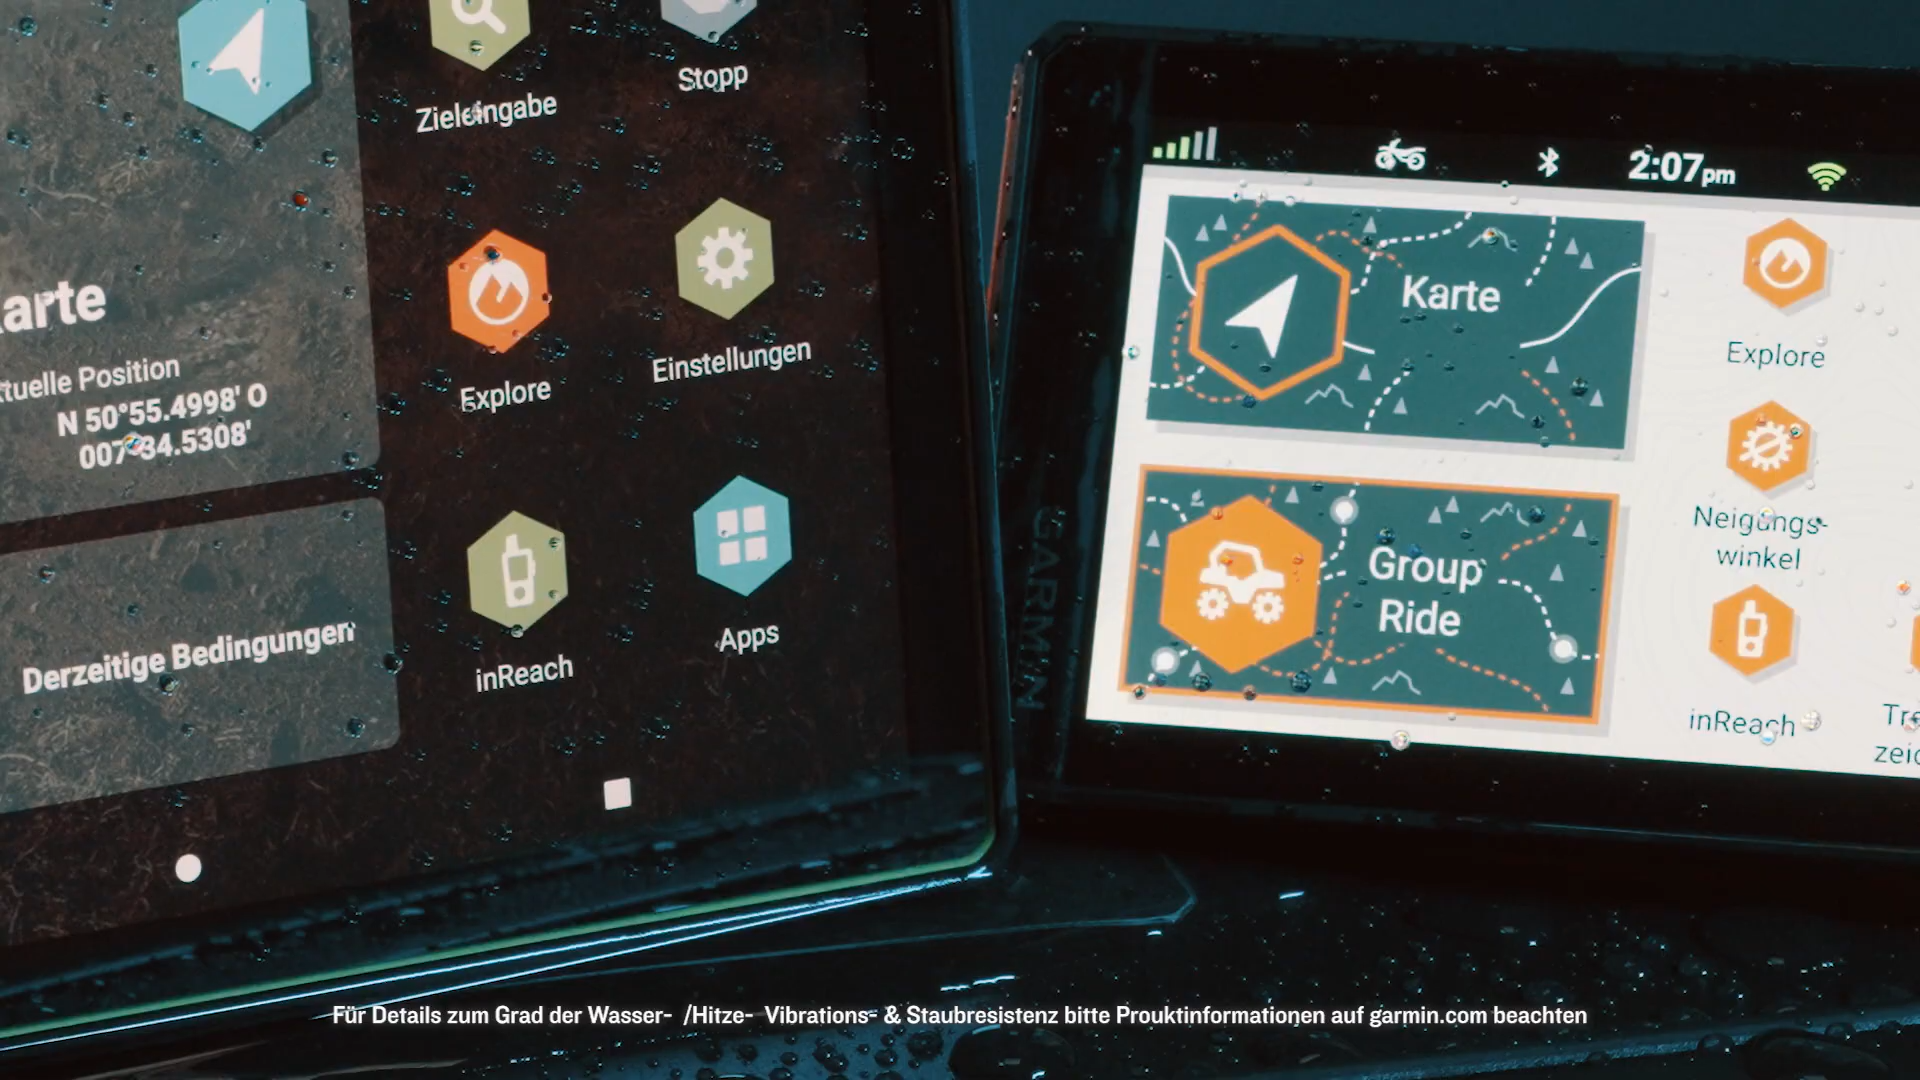 Zieleingabe
Stopp
arte
tuelle Position
N 50°55.4998' O
007°34.5308'
Explore
Einstellungen
Derzeitige Bedingungen
inReach
Apps
GARMIN
2:07pm
Karte
Group
Ride
Explore
Neigungs-
winkel
inReach
Tre
zeic
Für Details zum Grad der Wasser- /Hitze- Vibrations- & Staubresistenz bitte Prouktinformationen auf garmin.com beachten